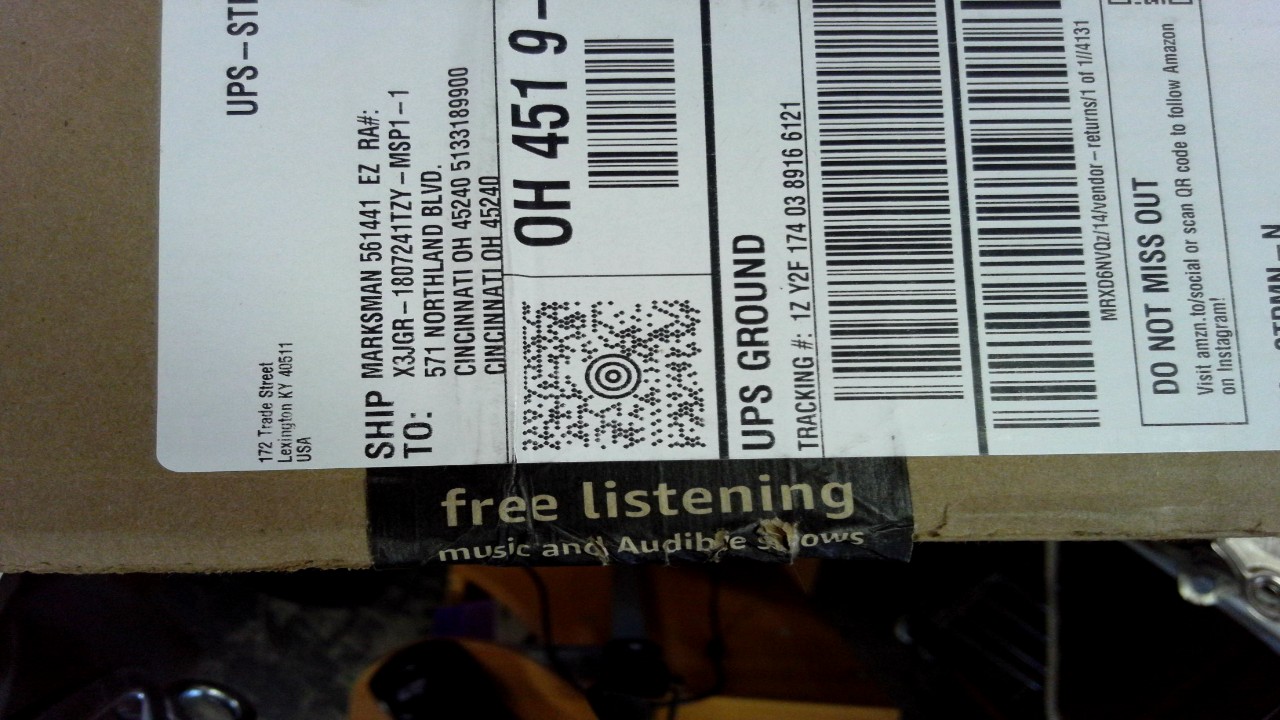 UPS-ST
172 Trade Street
Lexington KY 40511
USA
SHIP
TO:
MARKSMAN 561441 EZ RA#:
X3JGR-1807241TZY-MSP1-1
571 NORTHLAND BLVD.
CINCINNATI OH 45240 5133189900
CINCINNATI OH 45240
OH 451 9-
UPS GROUND
TRACKING #: 1Z Y2F 174 03 8916 6121
MRXD6NVQz/14/vendor-returns/1 of 1//4131
DO NOT MISS OUT
Visit amzn.to/social or scan QR code to follow Amazon
on Instagram!
free listening
music and Audible shows